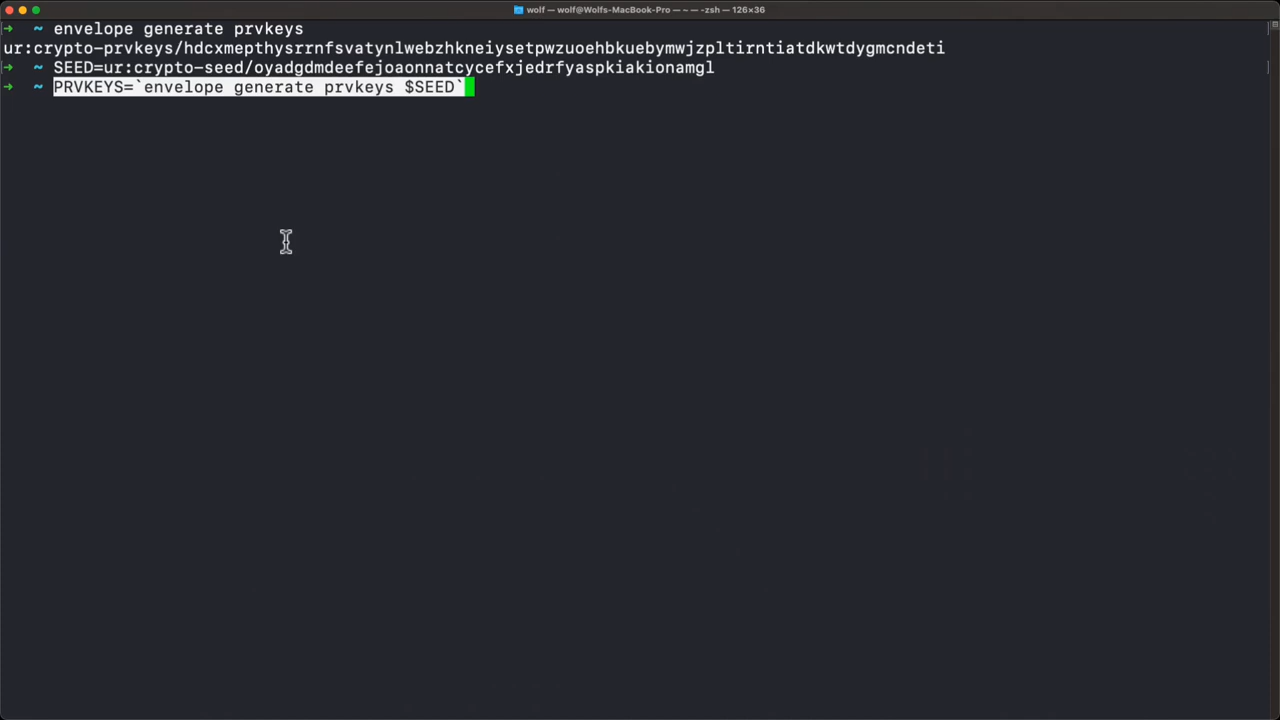 wolf — wolf@Wolfs-MacBook-Pro — ~ — -zsh — 126×36
➜ ~ envelope generate prvkeys
ur:crypto-prvkeys/hdcxmepthysrrnfsvatynlwebzhkneiysetpwzuoehbkuebymwjzpltirntiatdkwtdygmcndeti
➜ ~ SEED=ur:crypto-seed/oyadgdmdeefejoaonnatcycefxjedrfyaspkiakionamgl
➜ ~ PRVKEYS=`envelope generate prvkeys $SEED`